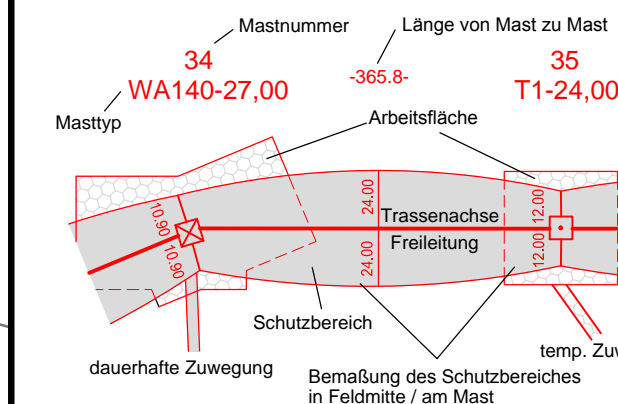 Mastnummer
Länge von Mast zu Mast
34
-365.8-
35
WA140-27,00
T1-24,00
Masttyp
Arbeitsfläche
10.90
10.90
24.00
24.00
Trassenachse
Freileitung
12.00
12.00
Schutzbereich
dauerhafte Zuwegung
temp. Zuw
Bemaßung des Schutzbereiches
in Feldmitte / am Mast